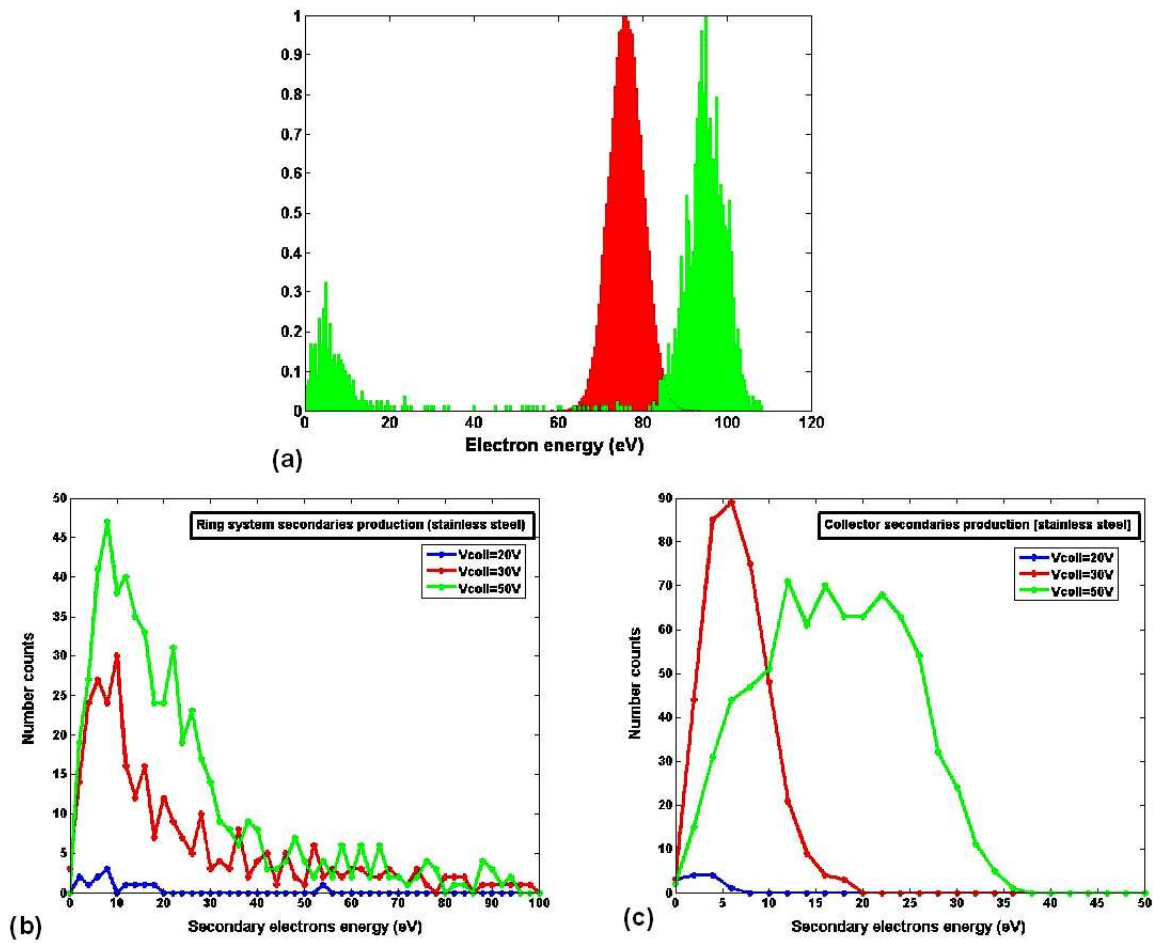 1
0.9
0.8
0.7
0.6
0.5
0.4
0.3
0.2
0.1
0
0 20 40 60 80 100 120
Electron energy (eV)
(a)
50
45
40
35
30
25
20
15
10
5
0
Number counts
Ring system secondaries production (stainless steel)
Vcoll=20V
Vcoll=30V
Vcoll=50V
0 10 20 30 40 50 60 70 80 90 100
Secondary electrons energy (eV)
(b)
90
80
70
60
50
40
30
20
10
0
Number counts
Collector secondaries production [stainless steel]
Vcoll=20V
Vcoll=30V
Vcoll=50V
0 5 10 15 20 25 30 35 40 45 50
Secondary electrons energy (eV)
(c)